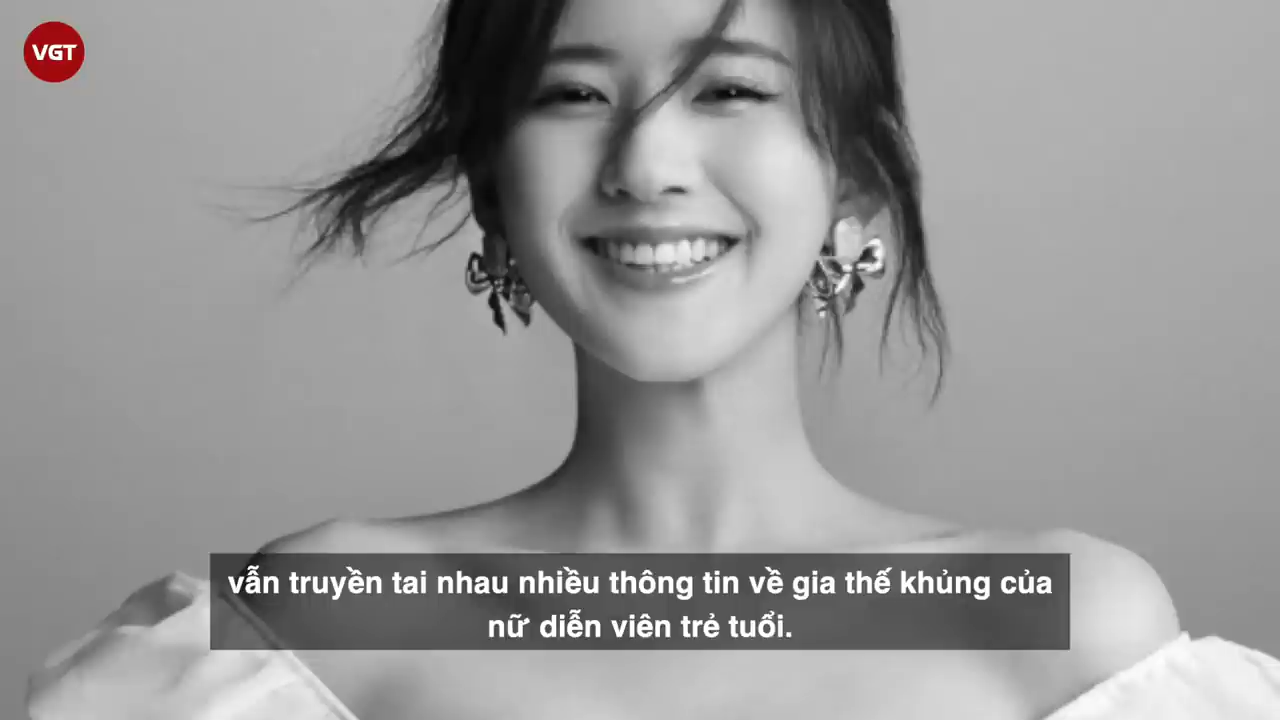 VGT
vẫn truyền tai nhau nhiều thông tin về gia thế khủng của
nữ diễn viên trẻ tuổi.